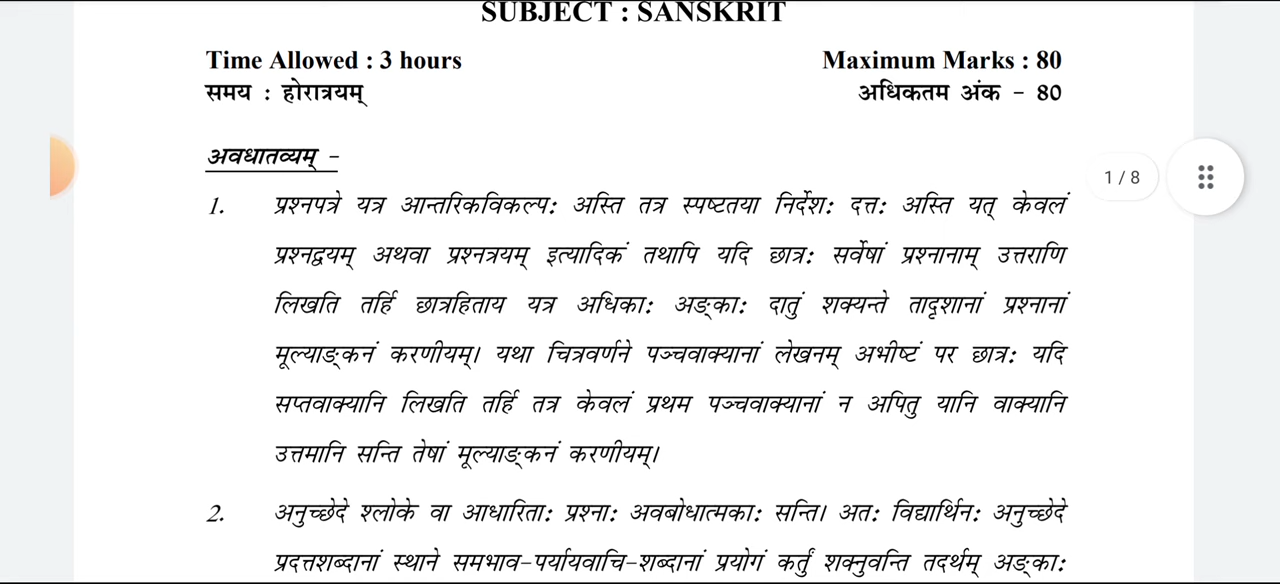 SUBJECT : SANSKRIT
Time Allowed : 3 hours
Maximum Marks : 80
समय : होरात्रयम्
अधिकतम अंक - 80
अवधातव्यम् -
1. प्रश्नपत्रे यत्र आन्तरिकविकल्पः अस्ति तत्र स्पष्टतया निर्देशः दत्तः अस्ति यत् केवलं
प्रश्नद्वयम् अथवा प्रश्नत्रयम् इत्यादिकं तथापि यदि छात्रः सर्वेषां प्रश्नानाम् उत्तराणि
लिखति तर्हि छात्रहिताय यत्र अधिकाः अङ्काः दातुं शक्यन्ते तादृशानां प्रश्नानां
मूल्याङ्कनं करणीयम्। यथा चित्रवर्णने पञ्चवाक्यानां लेखनम् अभीष्टं पर छात्रः यदि
सप्तवाक्यानि लिखति तर्हि तत्र केवलं प्रथम पञ्चवाक्यानां न अपितु यानि वाक्यानि
उत्तमानि सन्ति तेषां मूल्याङ्कनं करणीयम्।
2. अनुच्छेदे श्लोके वा आधारिताः प्रश्नाः अवबोधात्मकाः सन्ति। अतः विद्यार्थिनः अनुच्छेदे
प्रदत्तशब्दानां स्थाने समभाव-पर्यायवाचि-शब्दानां प्रयोगं कर्तुं शक्नुवन्ति तदर्थम् अङ्काः
1 / 8